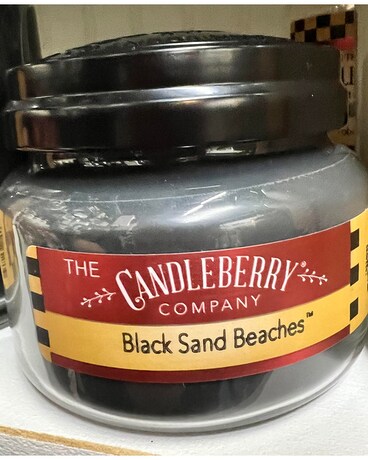 THE
CANDLEBERRY®
COMPANY
Black Sand Beaches™